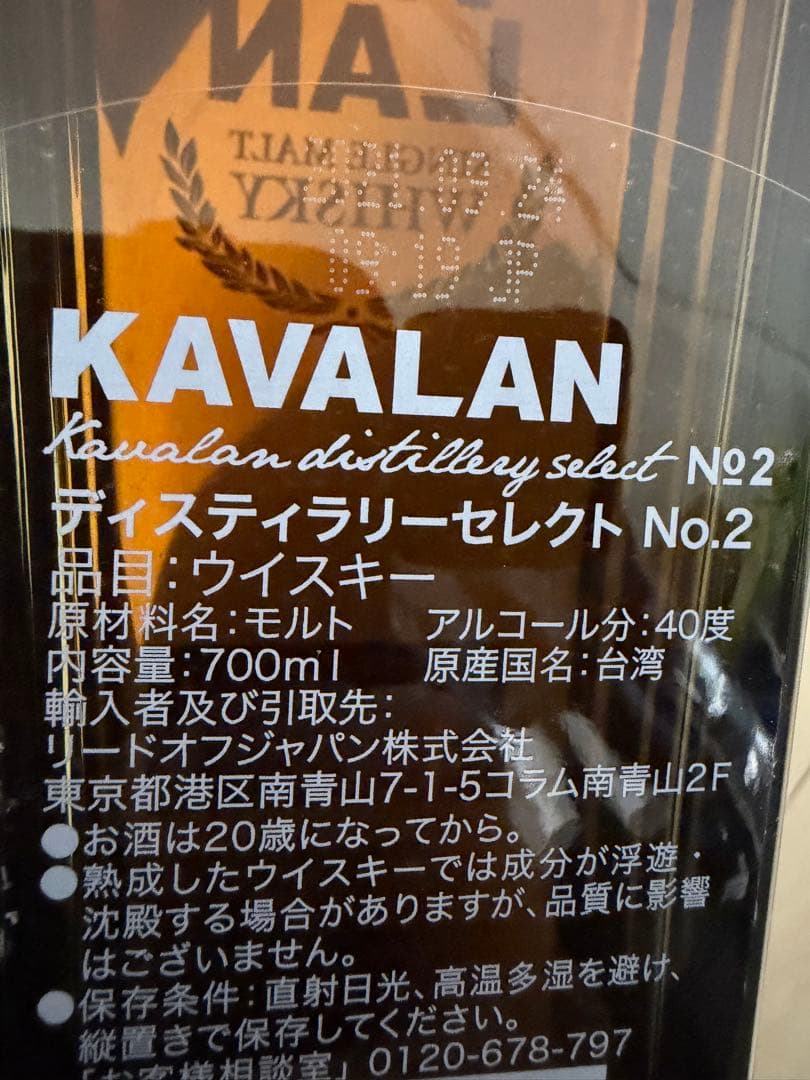 SINGLE MALT
WHISKY
KAVALAN
Kavalan distillery select №2
ディスティラリーセレクト No.2
品目:ウイスキー
原材料名:モルト アルコール分:40度
内容量:700ml 原産国名:台湾
輸入者及び引取先:
リードオフジャパン株式会社
東京都港区南青山7-1-5コラム南青山2F
●お酒は20歳になってから。
●熟成したウイスキーでは成分が浮遊・
沈殿する場合がありますが、品質に影響
はございません。
●保存条件:直射日光、高温多湿を避け、
縦置きで保存してください。
「お客様相談室」0120-678-797